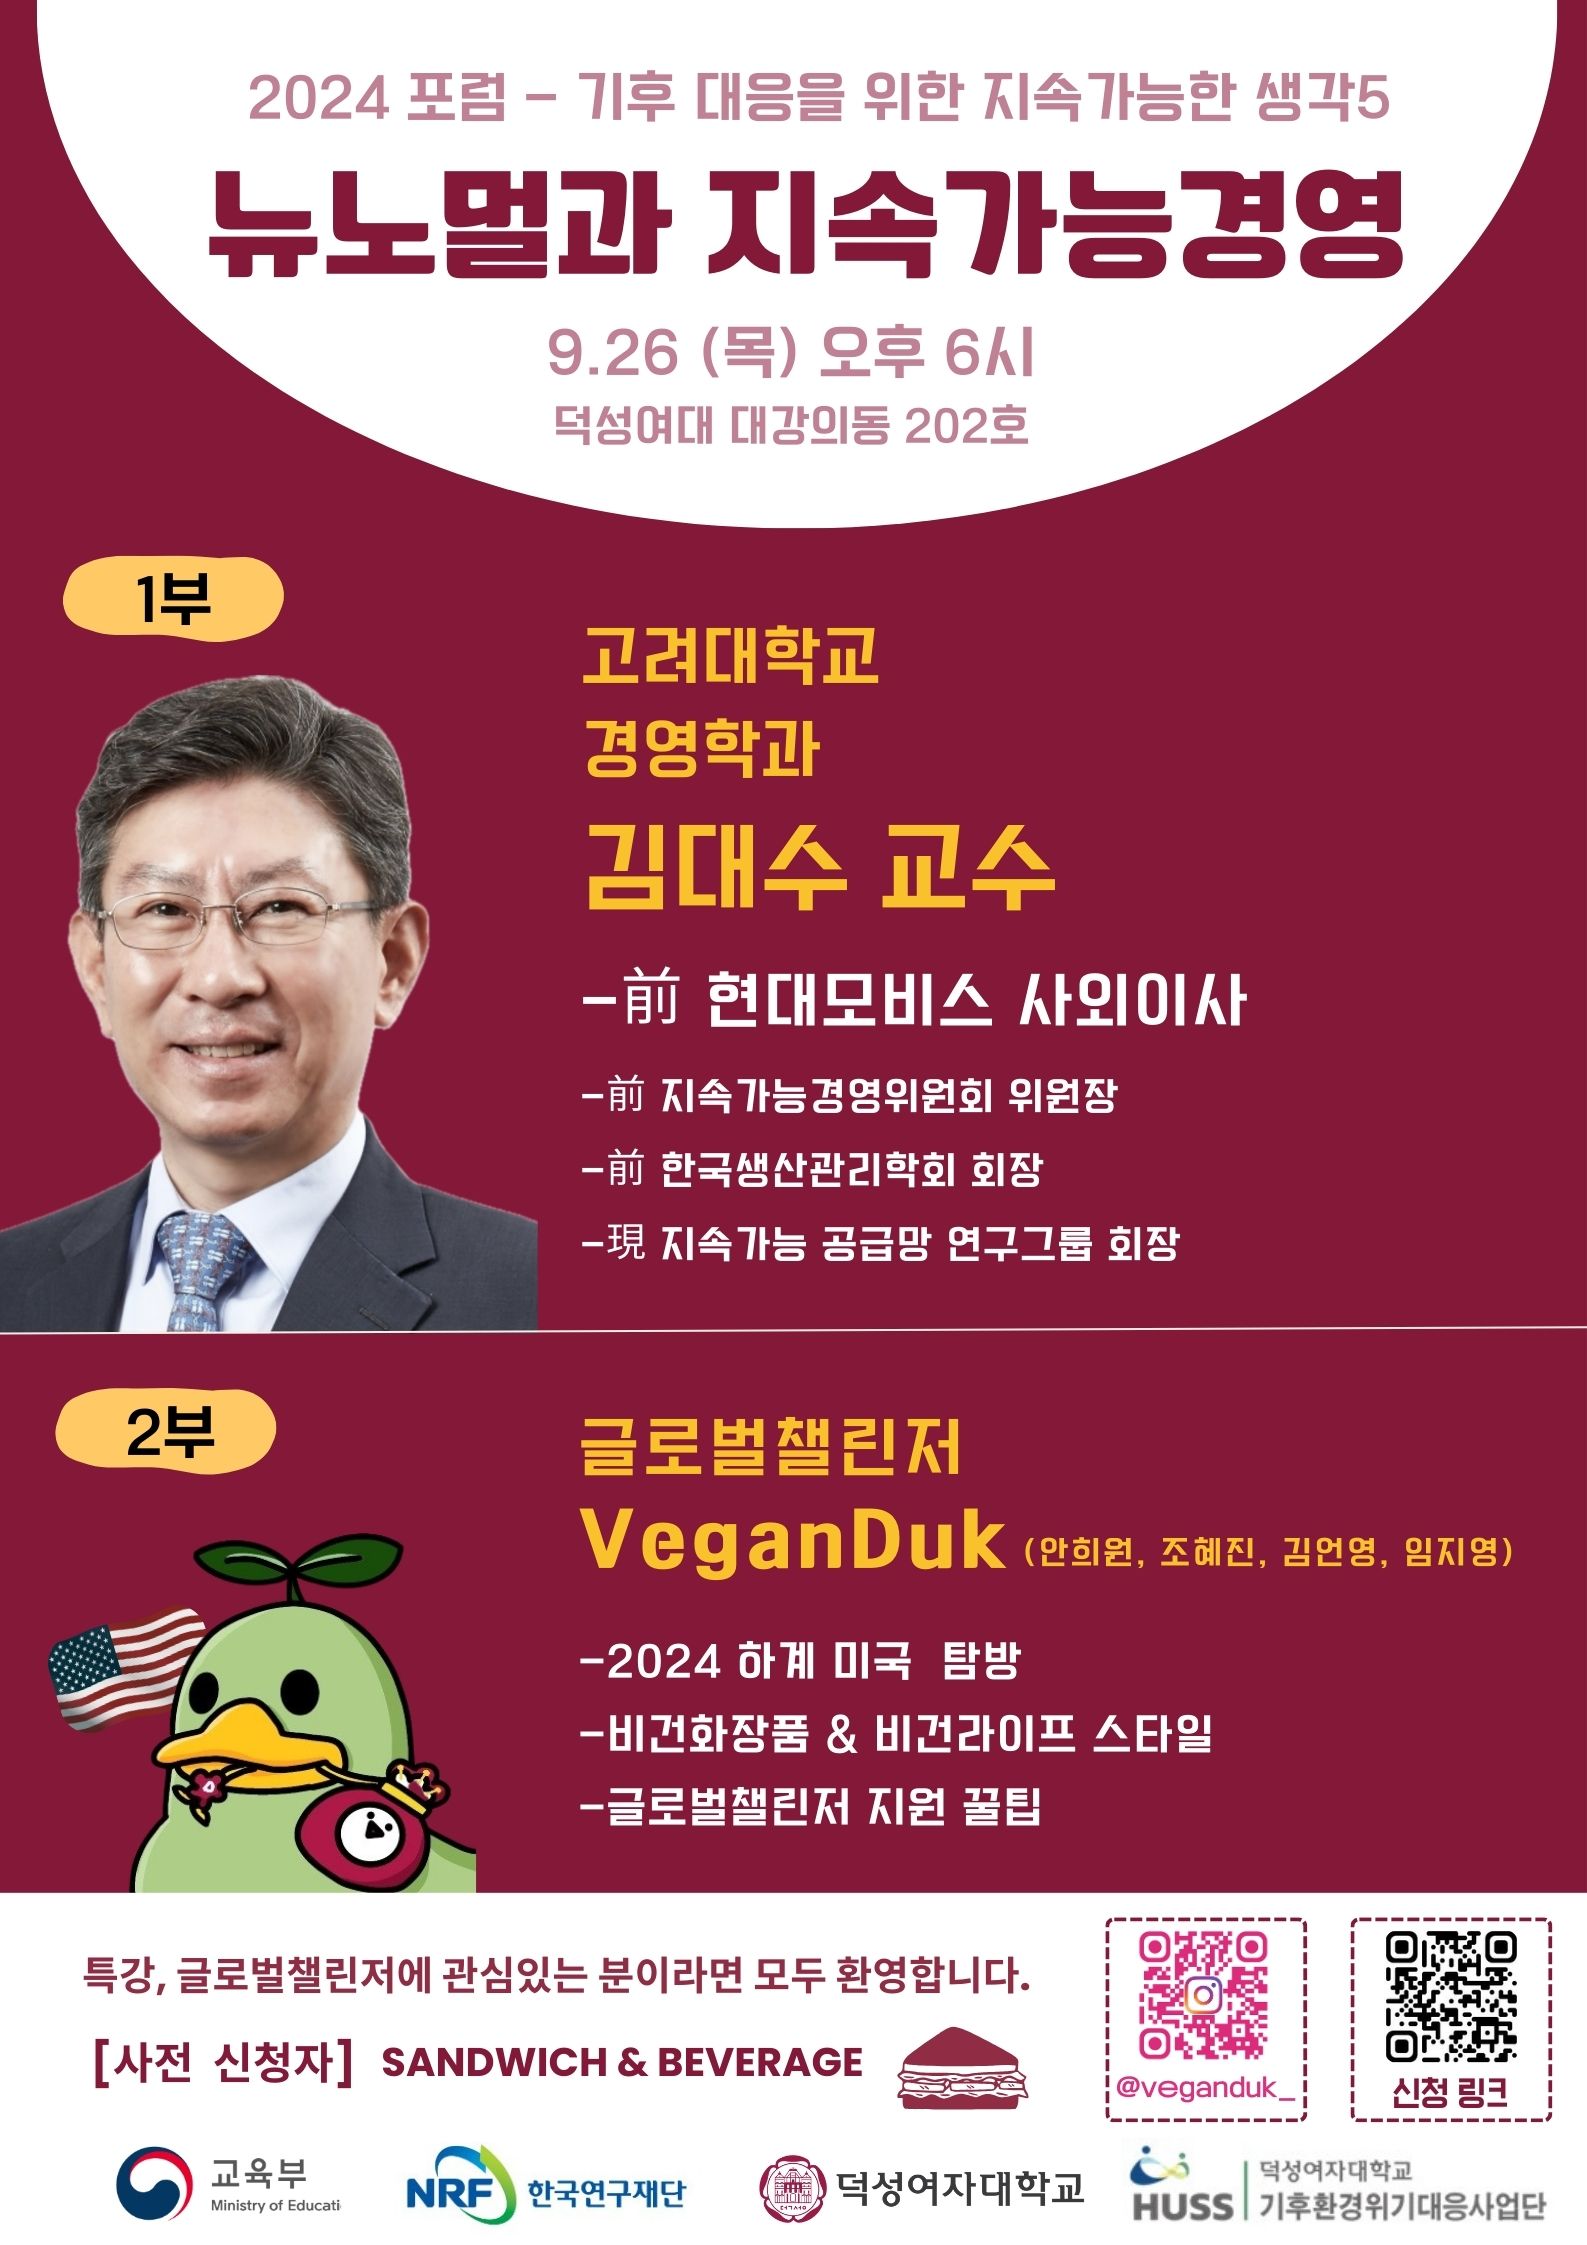 2024 포럼 - 기후 대응을 위한 지속가능한 생각5
뉴노멀과 지속가능경영
9.26 (목) 오후 6시
덕성여대 대강의동 202호
1부
고려대학교
경영학과
김대수 교수
-前 현대모비스 사외이사
-前 지속가능경영위원회 위원장
-前 한국생산관리학회 회장
-現 지속가능 공급망 연구그룹 회장
2부
글로벌챌린저
VeganDuk (안희원, 조혜진, 김언영, 임지영)
-2024 하계 미국 탐방
-비건화장품 & 비건라이프 스타일
-글로벌챌린저 지원 꿀팁
특강, 글로벌챌린저에 관심있는 분이라면 모두 환영합니다.
[사전 신청자] SANDWICH & BEVERAGE
@veganduk_
신청 링크
교육부
Ministry of Educati
NRF 한국연구재단
덕성여자대학교
HUSS
덕성여자대학교
기후환경위기대응사업단